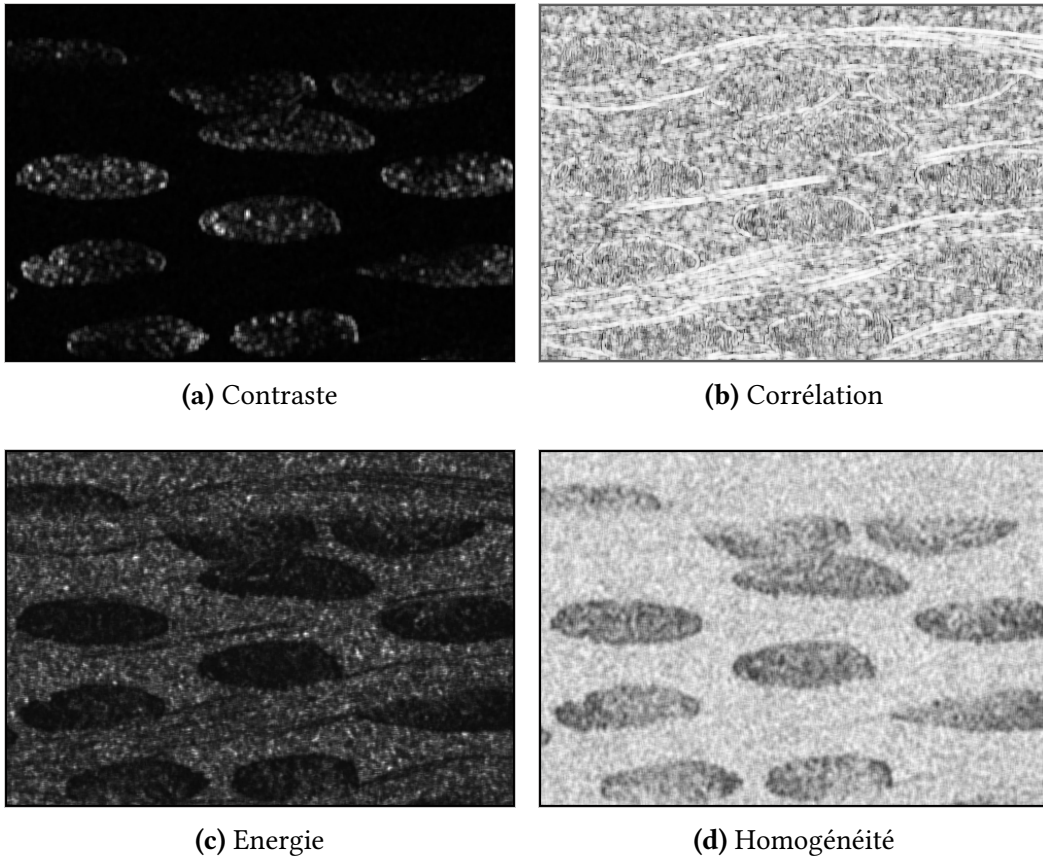 (a) Contraste
(b) Corrélation
(c) Energie
(d) Homogénéité